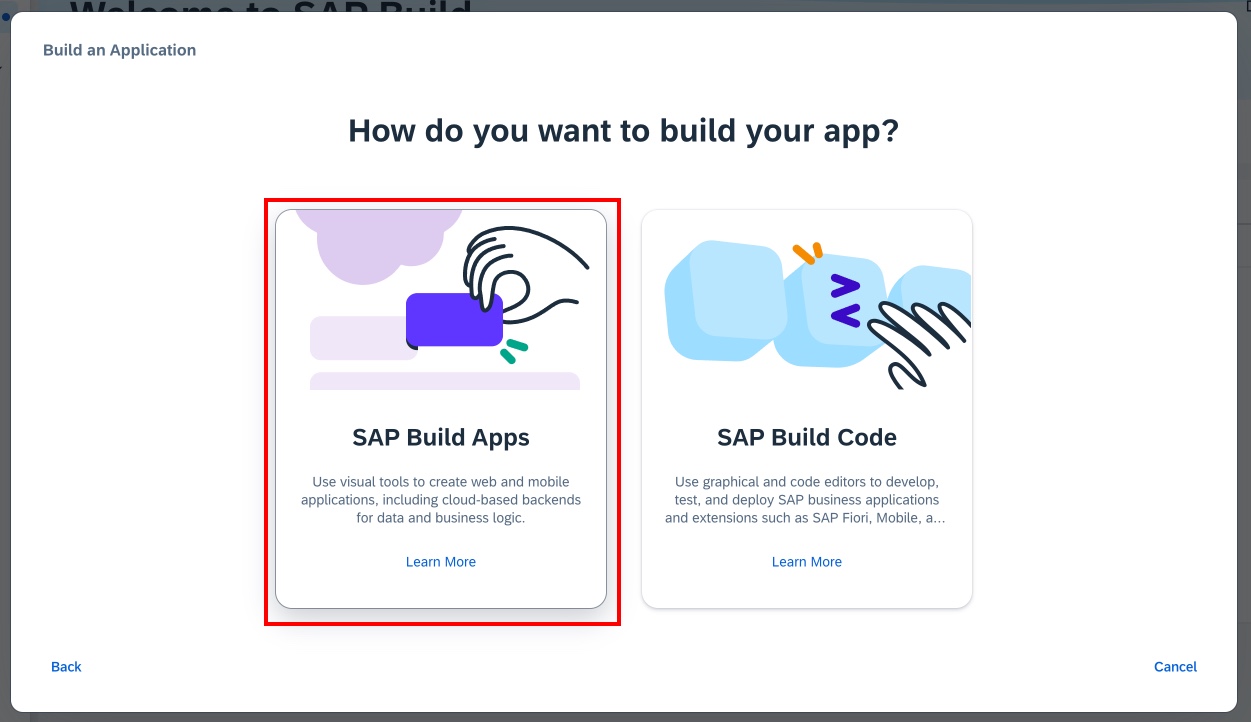 Welcome to SAP Build
Build an Application
How do you want to build your app?
SAP Build Apps
Use visual tools to create web and mobile
applications, including cloud-based backends
for data and business logic.
Learn More
SAP Build Code
Use graphical and code editors to develop,
test, and deploy SAP business applications
and extensions such as SAP Fiori, Mobile, a...
Learn More
Back
Cancel